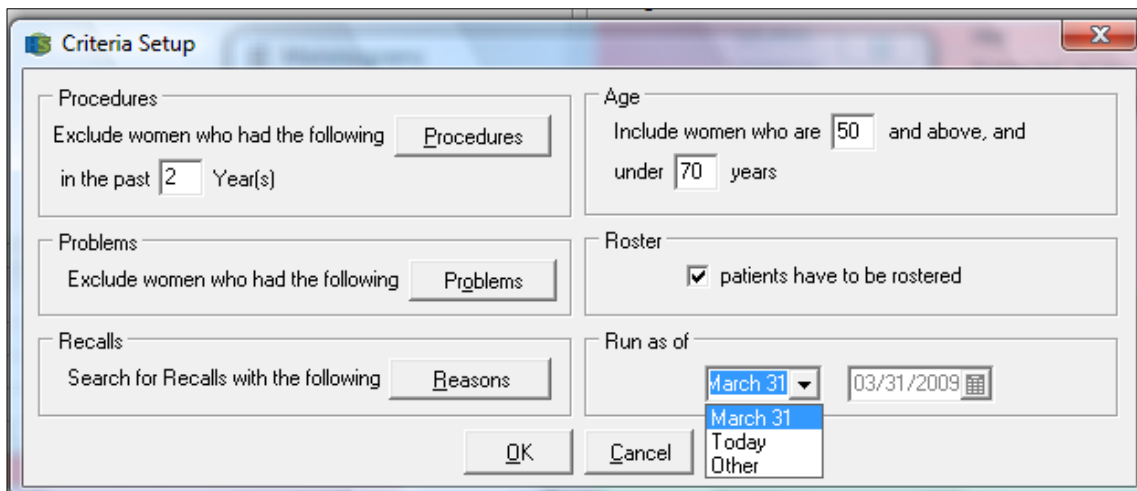 Criteria Setup
Procedures
Exclude women who had the following Procedures
in the past 2 Year(s)
Age
Include women who are 50 and above, and
under 70 years
Problems
Exclude women who had the following Problems
Roster
patients have to be rostered
Recalls
Search for Recalls with the following Reasons
Run as of
March 31 03/31/2009
March 31
Today
Other
OK Cancel